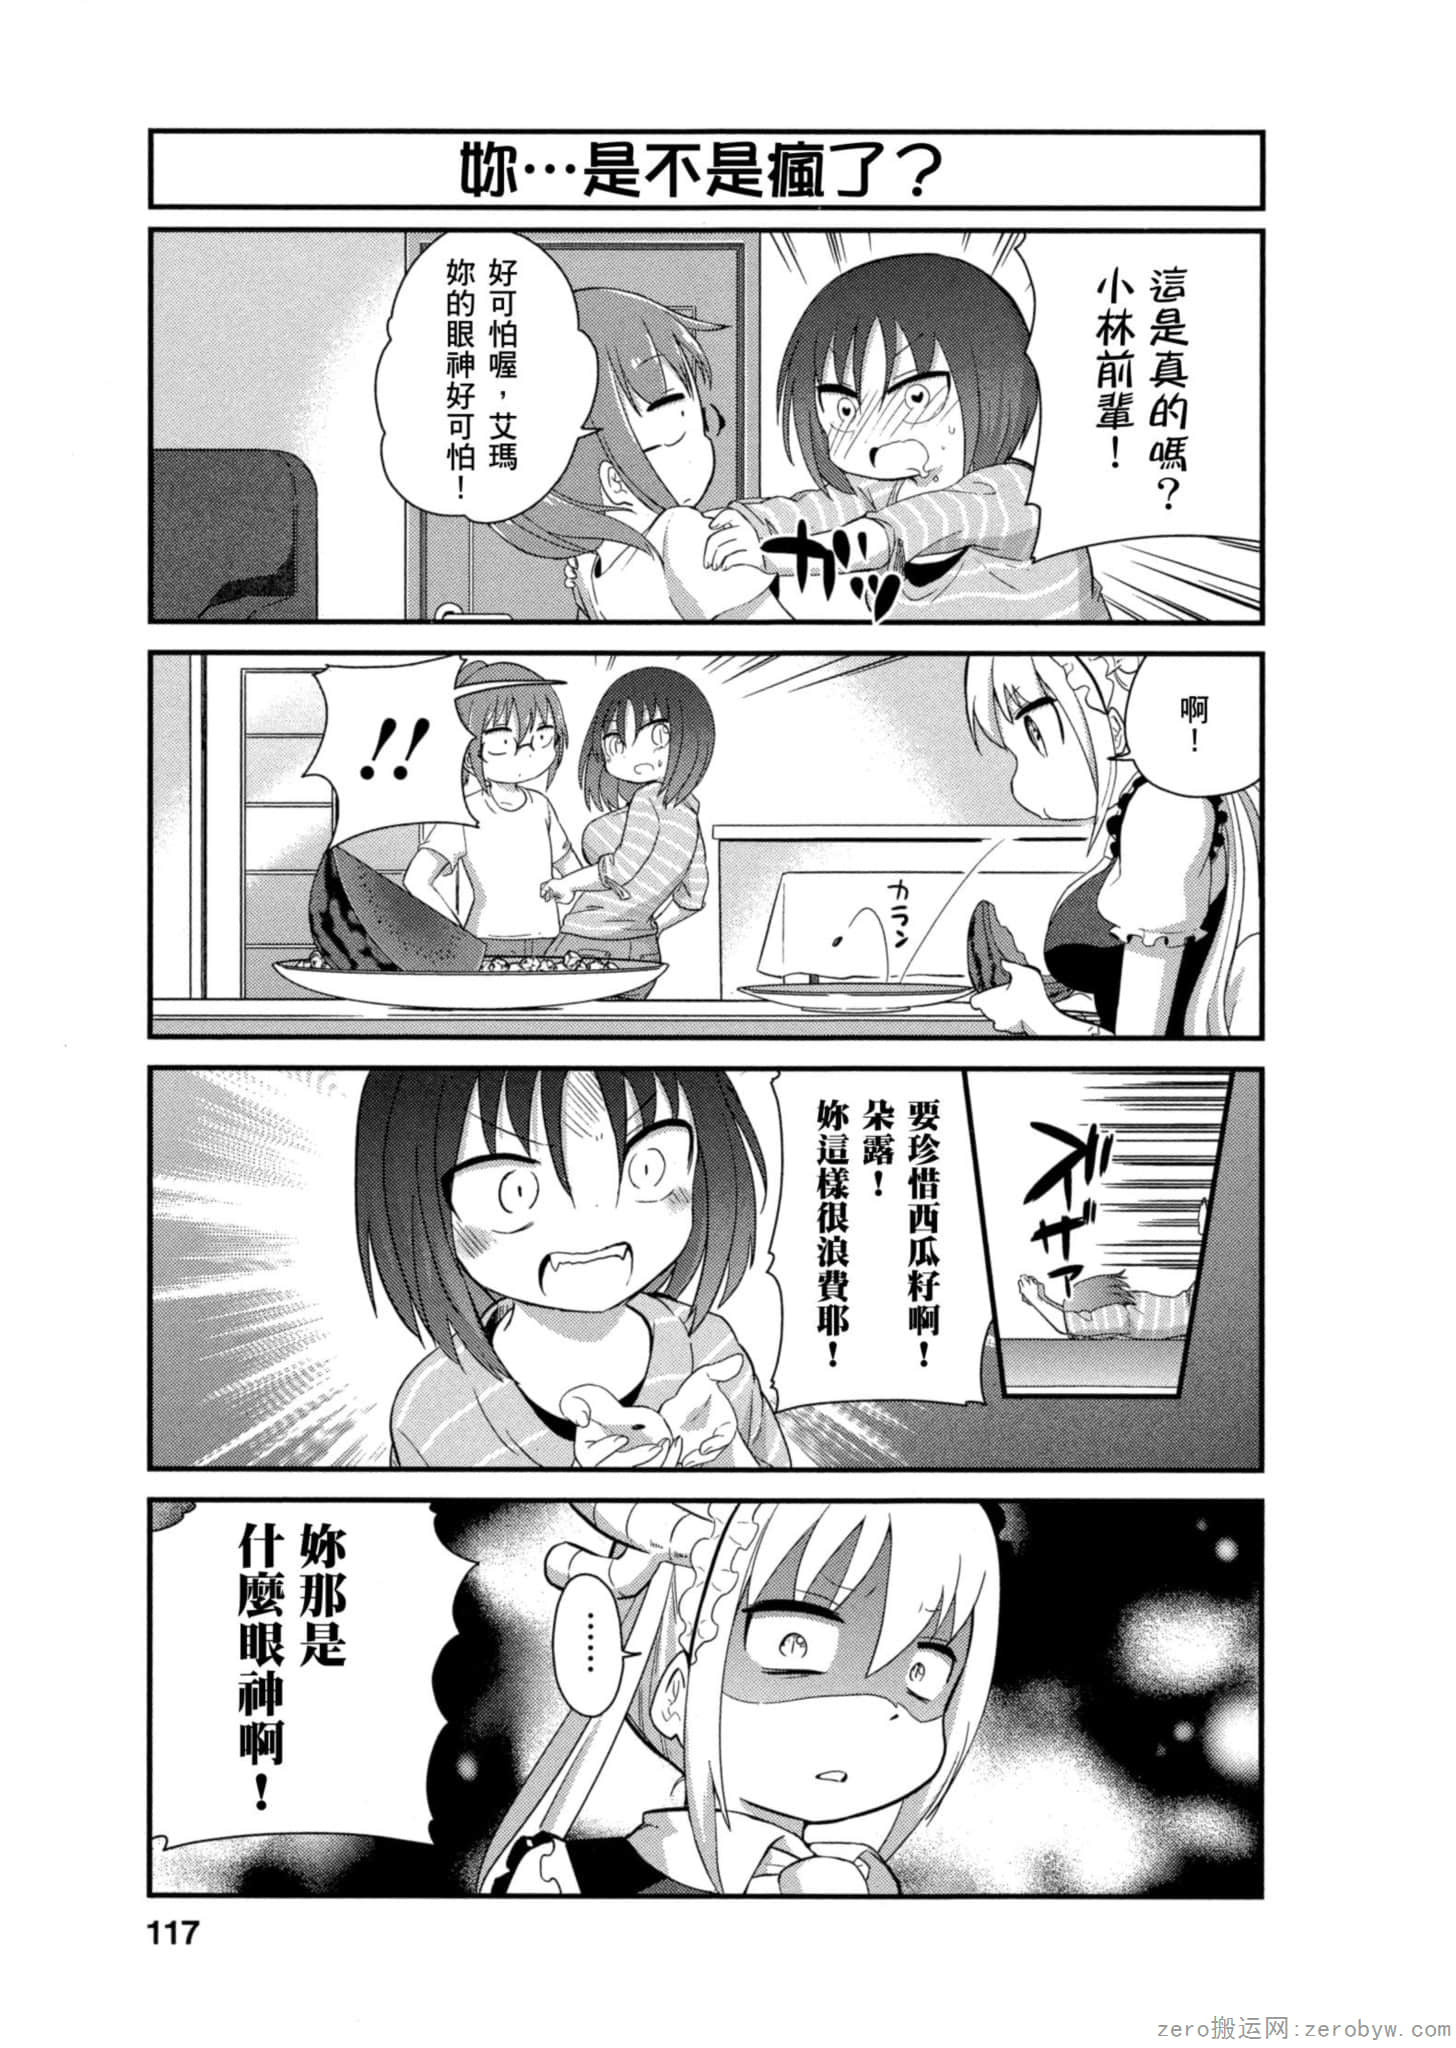 妳…是不是瘋了？
這是真的嗎？
小林前輩！
好可怕喔，艾瑪
妳的眼神好可怕！
ガバッ
啊！
！！
カラン
ズザァァ
要珍惜西瓜籽啊！
朵露！
妳這樣很浪費耶！
……
妳那是
什麼眼神啊！
117
zero搬运网:zerobyw.com